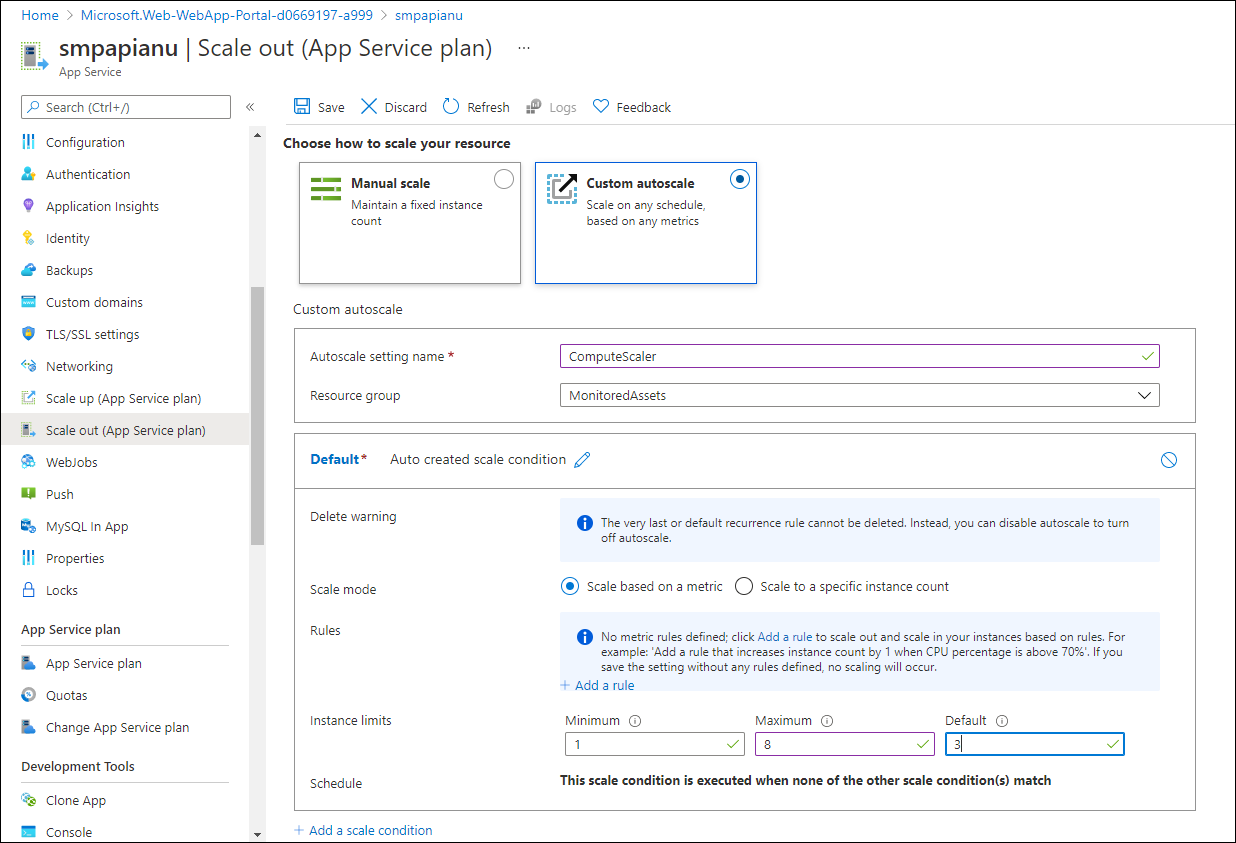 Home > Microsoft.Web-WebApp-Portal-d0669197-a999 > smpapianu
smpapianu | Scale out (App Service plan) ...
App Service
Search (Ctrl+/)
«
Configuration
Authentication
Application Insights
Identity
Backups
Custom domains
TLS/SSL settings
Networking
Scale up (App Service plan)
Scale out (App Service plan)
WebJobs
Push
MySQL In App
Properties
Locks
App Service plan
App Service plan
Quotas
Change App Service plan
Development Tools
Clone App
Console
Save Discard Refresh Logs Feedback
Choose how to scale your resource
Manual scale
Maintain a fixed instance
count
Custom autoscale
Scale on any schedule,
based on any metrics
Custom autoscale
Autoscale setting name * ComputeScaler
Resource group MonitoredAssets
Default* Auto created scale condition
Delete warning
The very last or default recurrence rule cannot be deleted. Instead, you can disable autoscale to turn
off autoscale.
Scale mode Scale based on a metric Scale to a specific instance count
Rules
No metric rules defined; click Add a rule to scale out and scale in your instances based on rules. For
example: 'Add a rule that increases instance count by 1 when CPU percentage is above 70%'. If you
save the setting without any rules defined, no scaling will occur.
+ Add a rule
Instance limits Minimum Maximum Default
1 8 3
Schedule This scale condition is executed when none of the other scale condition(s) match
+ Add a scale condition